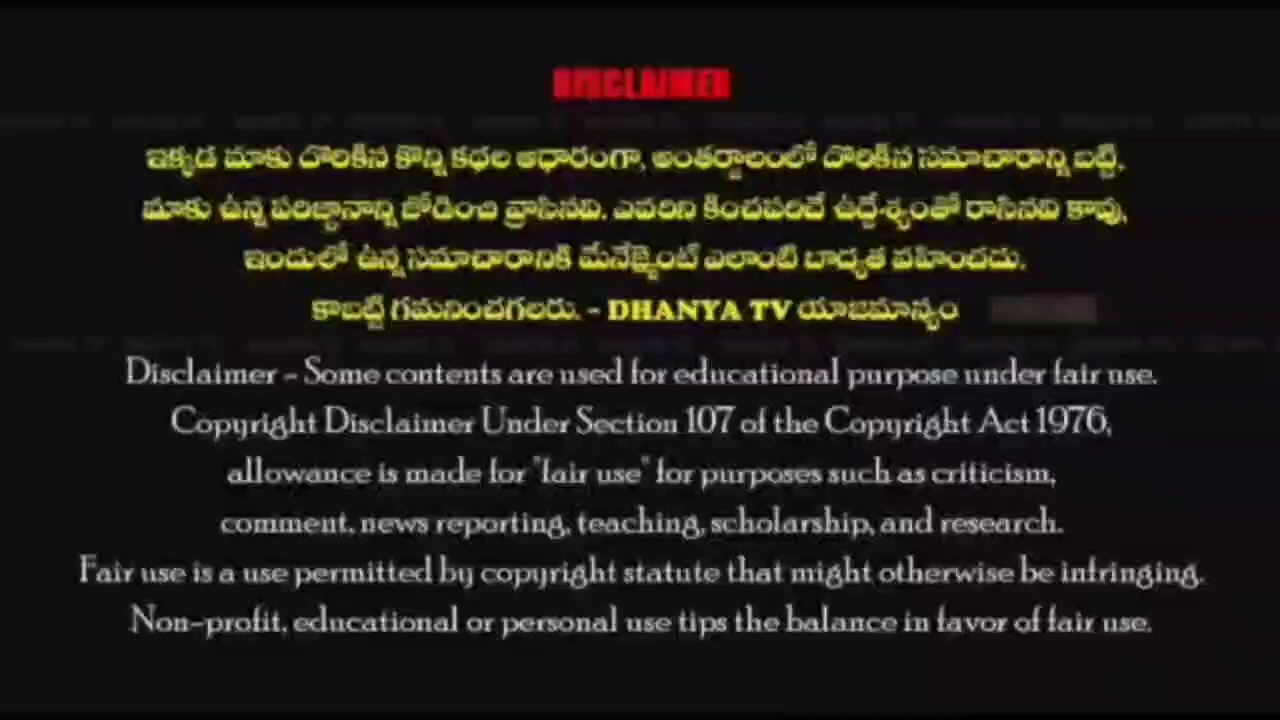 DISCLAIMER
ఇక్కడ మాకు దొరికిన కొన్ని కథల ఆధారంగా, అంతర్జాలంలో దొరికిన సమాచారాన్ని బట్టి,
మాకు ఉన్న పరిజ్ఞానాన్ని జోడించి వ్రాసినవి. ఎవరిని కించపరిచే ఉద్దేశ్యంతో రాసినవి కావు,
ఇందులో ఉన్న సమాచారానికి మేనేజ్మెంట్ ఎలాంటి బాధ్యత వహించదు.
కాబట్టి గమనించగలరు. - DHANYA TV యాజమాన్యం
Disclaimer - Some contents are used for educational purpose under fair use.
Copyright Disclaimer Under Section 107 of the Copyright Act 1976,
allowance is made for "fair use" for purposes such as criticism,
comment, news reporting, teaching, scholarship, and research.
Fair use is a use permitted by copyright statute that might otherwise be infringing.
Non-profit, educational or personal use tips the balance in favor of fair use.